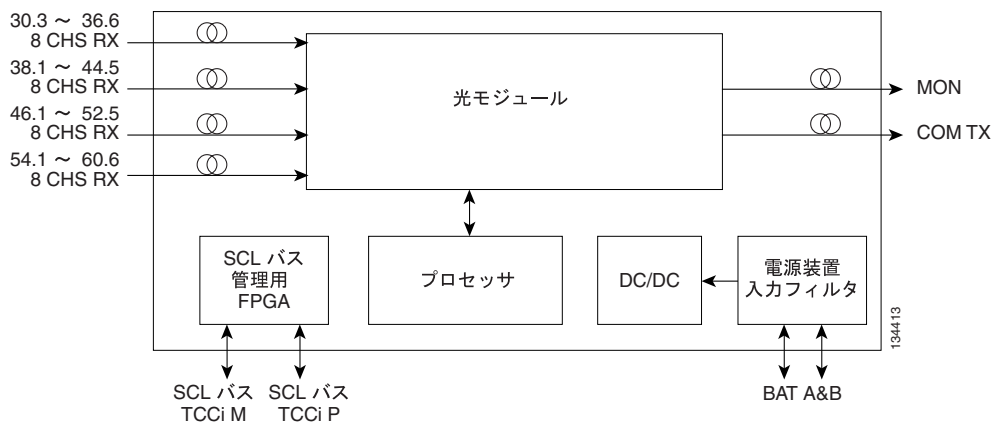 30.3 ～ 36.6
8 CHS RX
38.1 ～ 44.5
8 CHS RX
46.1 ～ 52.5
8 CHS RX
54.1 ～ 60.6
8 CHS RX
光モジュール
MON
COM TX
SCL バス
管理用
FPGA
プロセッサ
DC/DC
電源装置
入力フィルタ
134413
SCL バス
TCCi M
SCL バス
TCCi P
BAT A&B